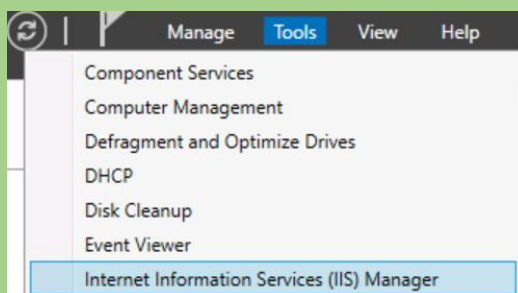 Manage Tools View Help
Component Services
Computer Management
Defragment and Optimize Drives
DHCP
Disk Cleanup
Event Viewer
Internet Information Services (IIS) Manager